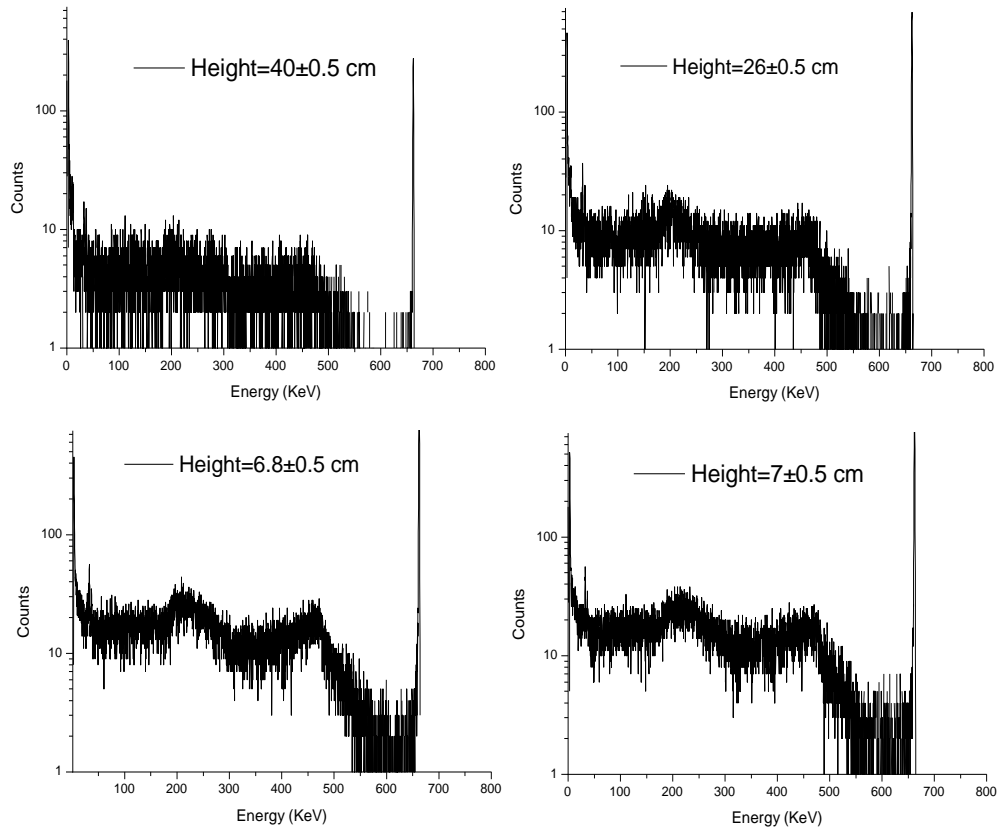 Height=40±0.5 cm
Counts
100
10
1
0 100 200 300 400 500 600 700 800
Energy (KeV)
Height=26±0.5 cm
Counts
100
10
1
0 100 200 300 400 500 600 700 800
Energy (KeV)
Height=6.8±0.5 cm
Counts
100
10
1
100 200 300 400 500 600 700 800
Energy (KeV)
Height=7±0.5 cm
Counts
100
10
1
0 100 200 300 400 500 600 700 800
Energy (KeV)